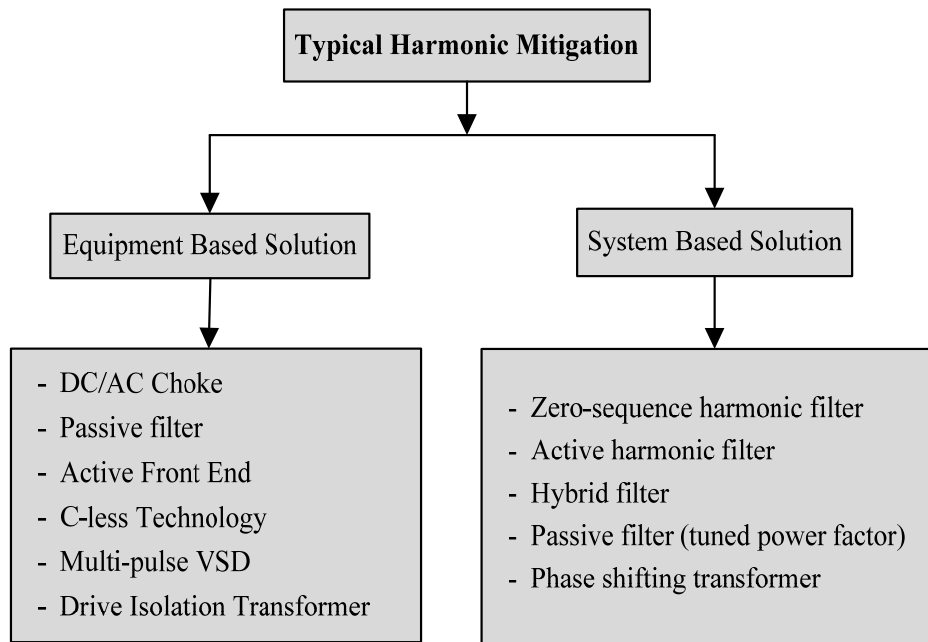 Typical Harmonic Mitigation
Equipment Based Solution
System Based Solution
- DC/AC Choke
- Passive filter
- Active Front End
- C-less Technology
- Multi-pulse VSD
- Drive Isolation Transformer
- Zero-sequence harmonic filter
- Active harmonic filter
- Hybrid filter
- Passive filter (tuned power factor)
- Phase shifting transformer